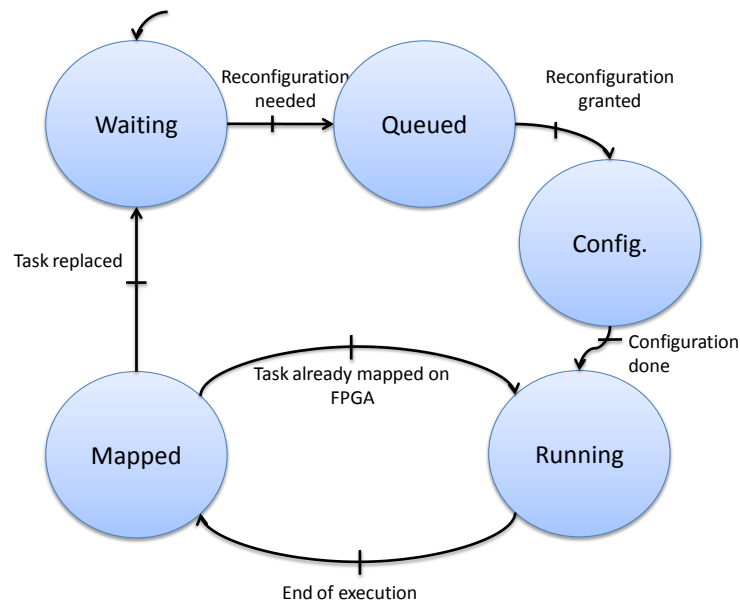 Waiting
Reconfiguration
needed
Queued
Reconfiguration
granted
Config.
Task replaced
Configuration
done
Task already mapped on
FPGA
Mapped
Running
End of execution